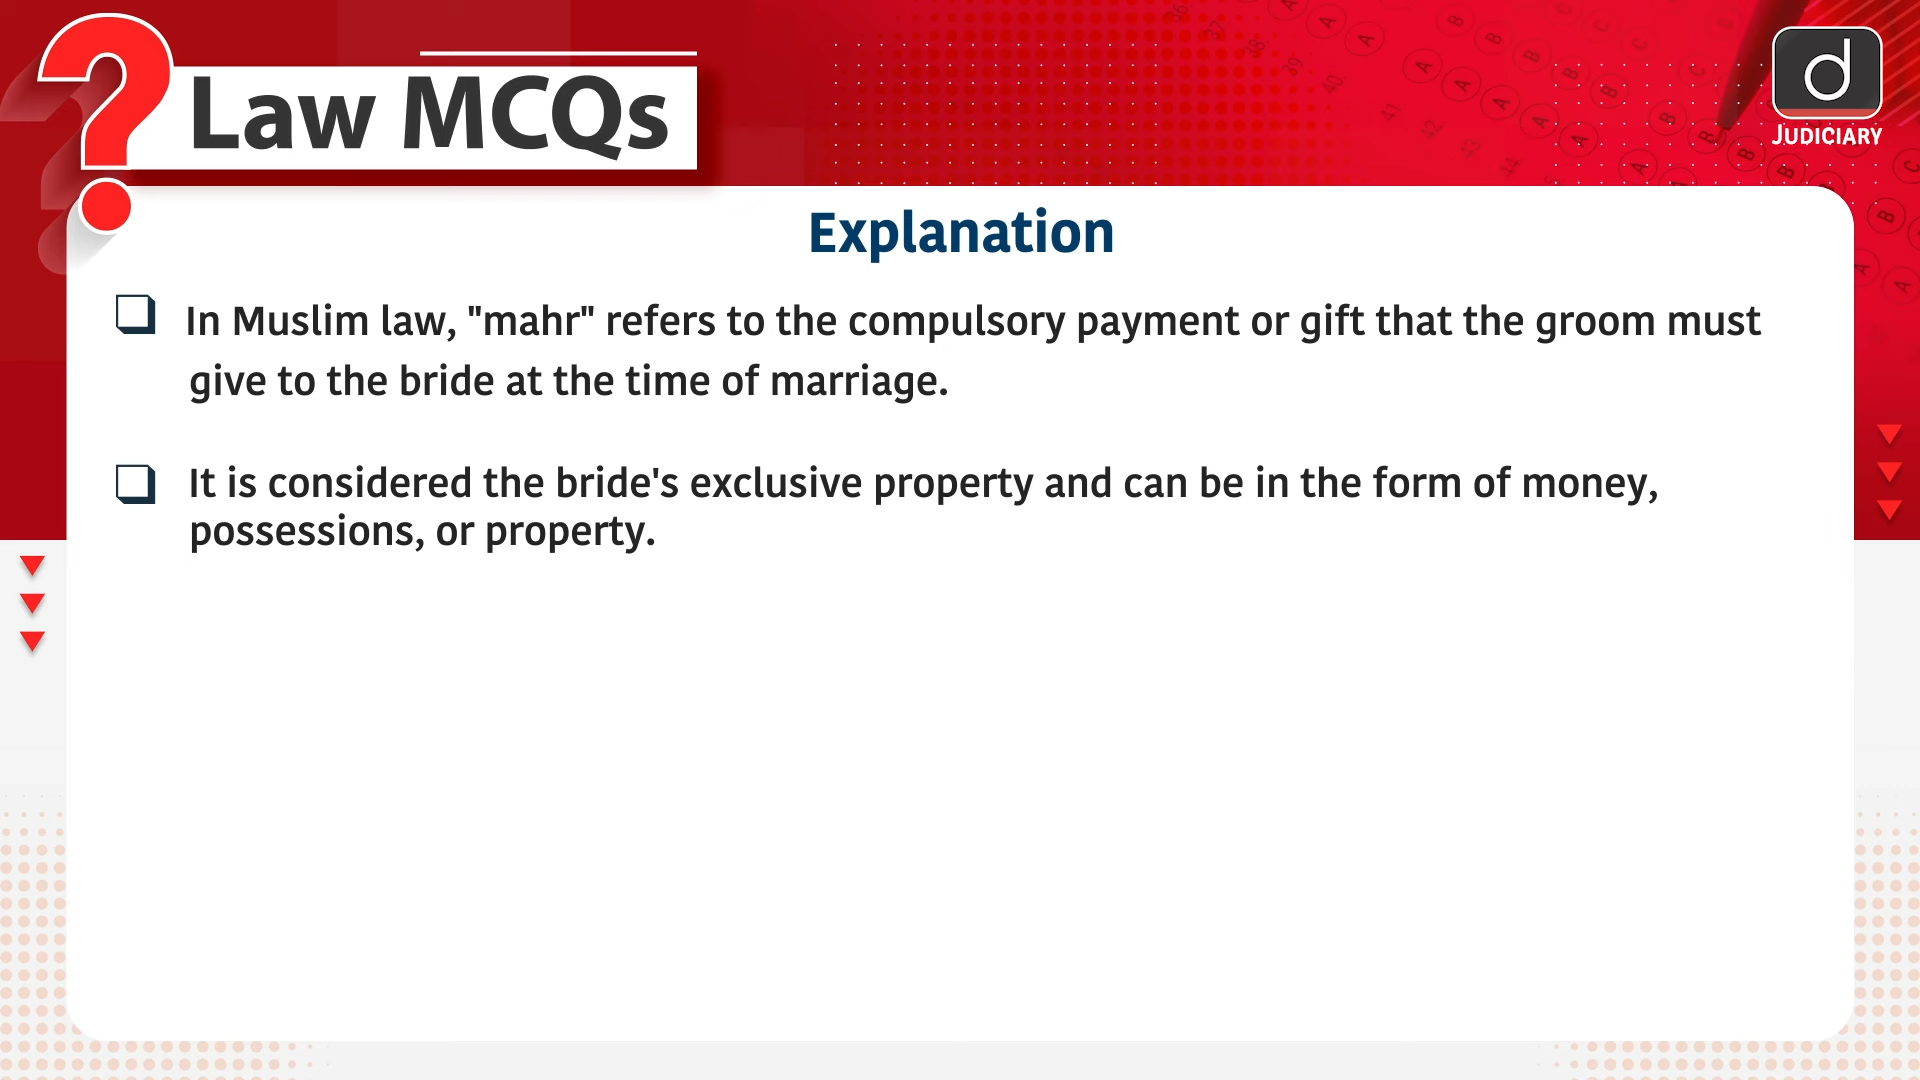 Law MCQs
JUDICIARY
Explanation
In Muslim law, "mahr" refers to the compulsory payment or gift that the groom must
give to the bride at the time of marriage.
It is considered the bride's exclusive property and can be in the form of money,
possessions, or property.